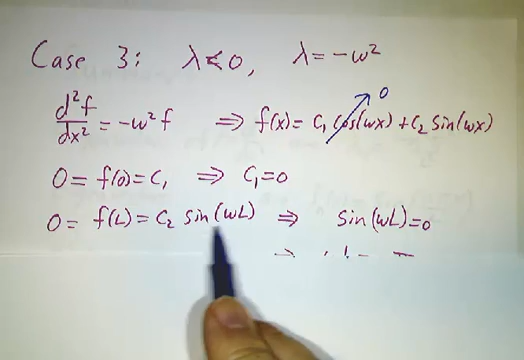 Case 3: λ<0, λ=-ω²
d²f/dx² = -ω²f ⇒ f(x) = C₁ cos(ωx) + C₂ sin(ωx) 0
0 = f(0) = C₁ ⇒ C₁=0
0 = f(L) = C₂ sin(ωL) ⇒ sin(ωL)=0